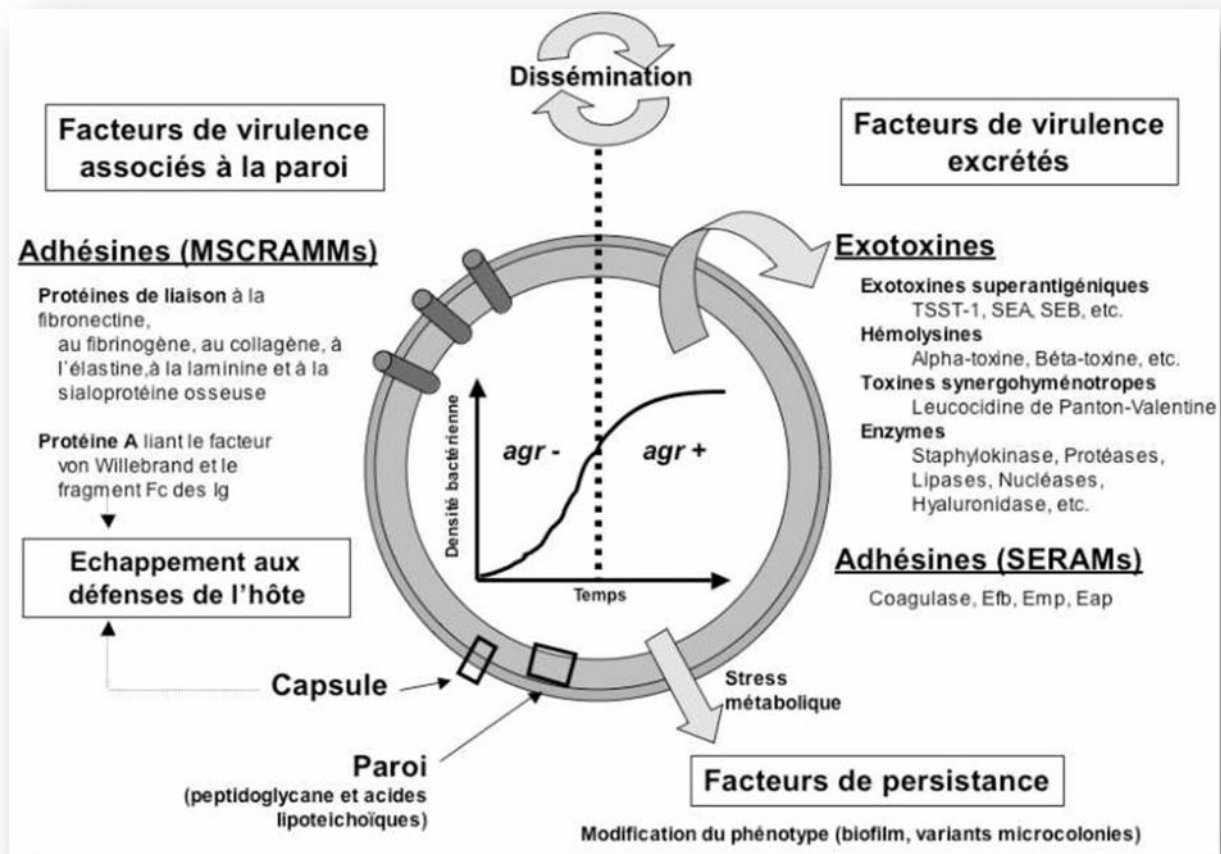 Dissémination
Facteurs de virulence
associés à la paroi
Adhésines (MSCRAMMs)
Protéines de liaison à la
fibronectine,
au fibrinogène, au collagène, à
l'élastine,à la laminine et à la
sialoprotéine osseuse
Protéine A liant le facteur
von Willebrand et le
fragment Fc des Ig
Echappement aux
défenses de l'hôte
Capsule
Paroi
(peptidoglycane et acides
lipoteichoïques)
Densité bactérienne
agr -
agr +
Temps
Facteurs de virulence
excrétés
Exotoxines
Exotoxines superantigéniques
TSST-1, SEA, SEB, etc.
Hémolysines
Alpha-toxine, Béta-toxine, etc.
Toxines synergohyménotropes
Leucocidine de Panton-Valentine
Enzymes
Staphylokinase, Protéases,
Lipases, Nucléases,
Hyaluronidase, etc.
Adhésines (SERAMs)
Coagulase, Efb, Emp, Eap
Stress
métabolique
Facteurs de persistance
Modification du phénotype (biofilm, variants microcolonies)